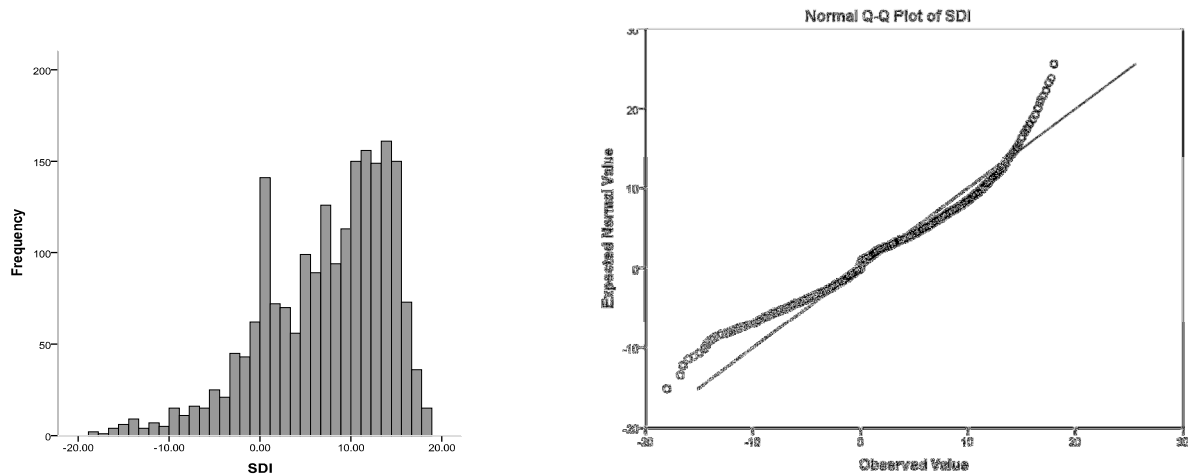 200
150
100
50
0
Frequency
-20.00 -10.00 0.00 10.00 20.00
SDI
Normal Q-Q Plot of SDI
30
20
10
0
-10
-20
Expected Normal Value
-20 -10 0 10 20 30
Observed Value